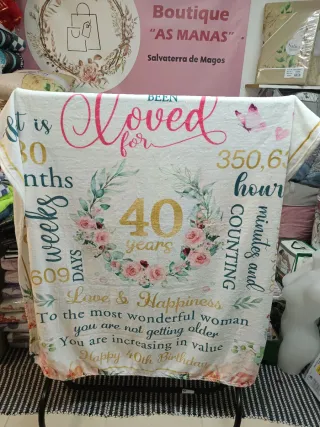 Boutique
"AS MANAS"
Salvaterra de Magos
BEEN
Loved
for
t is
350,6
nths
hour
weeks
minutes and
COUNTING
609
DAYS
40
years
Love & Happiness
To the most wonderful woman
you are not getting older
You are increasing in value
Happy 40th Birthday